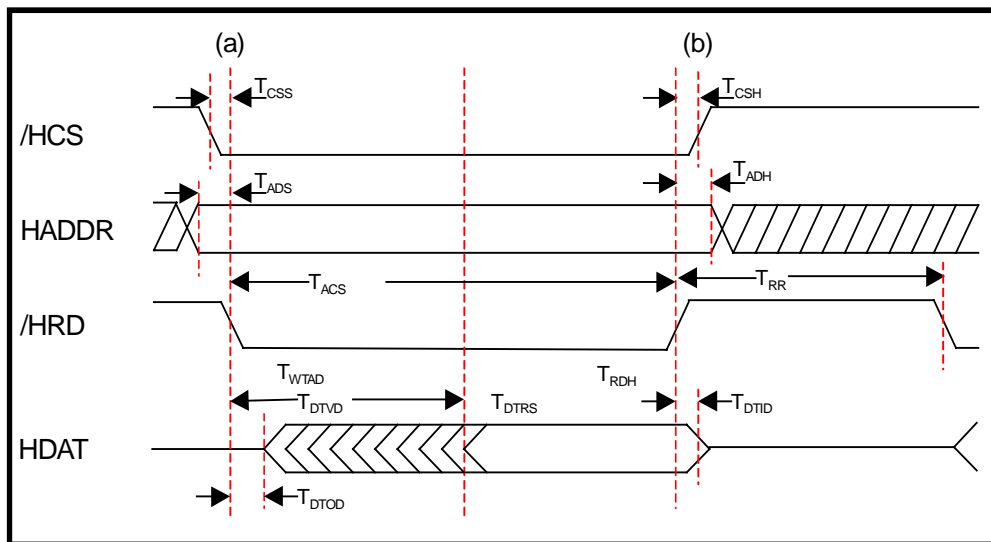 (a) (b)
TCSS TCSH
/HCS
TADS TADH
HADDR
TACS TRR
/HRD
TWTAD TRDH
TDTVD TDTRS TDTID
HDAT
TDTOD